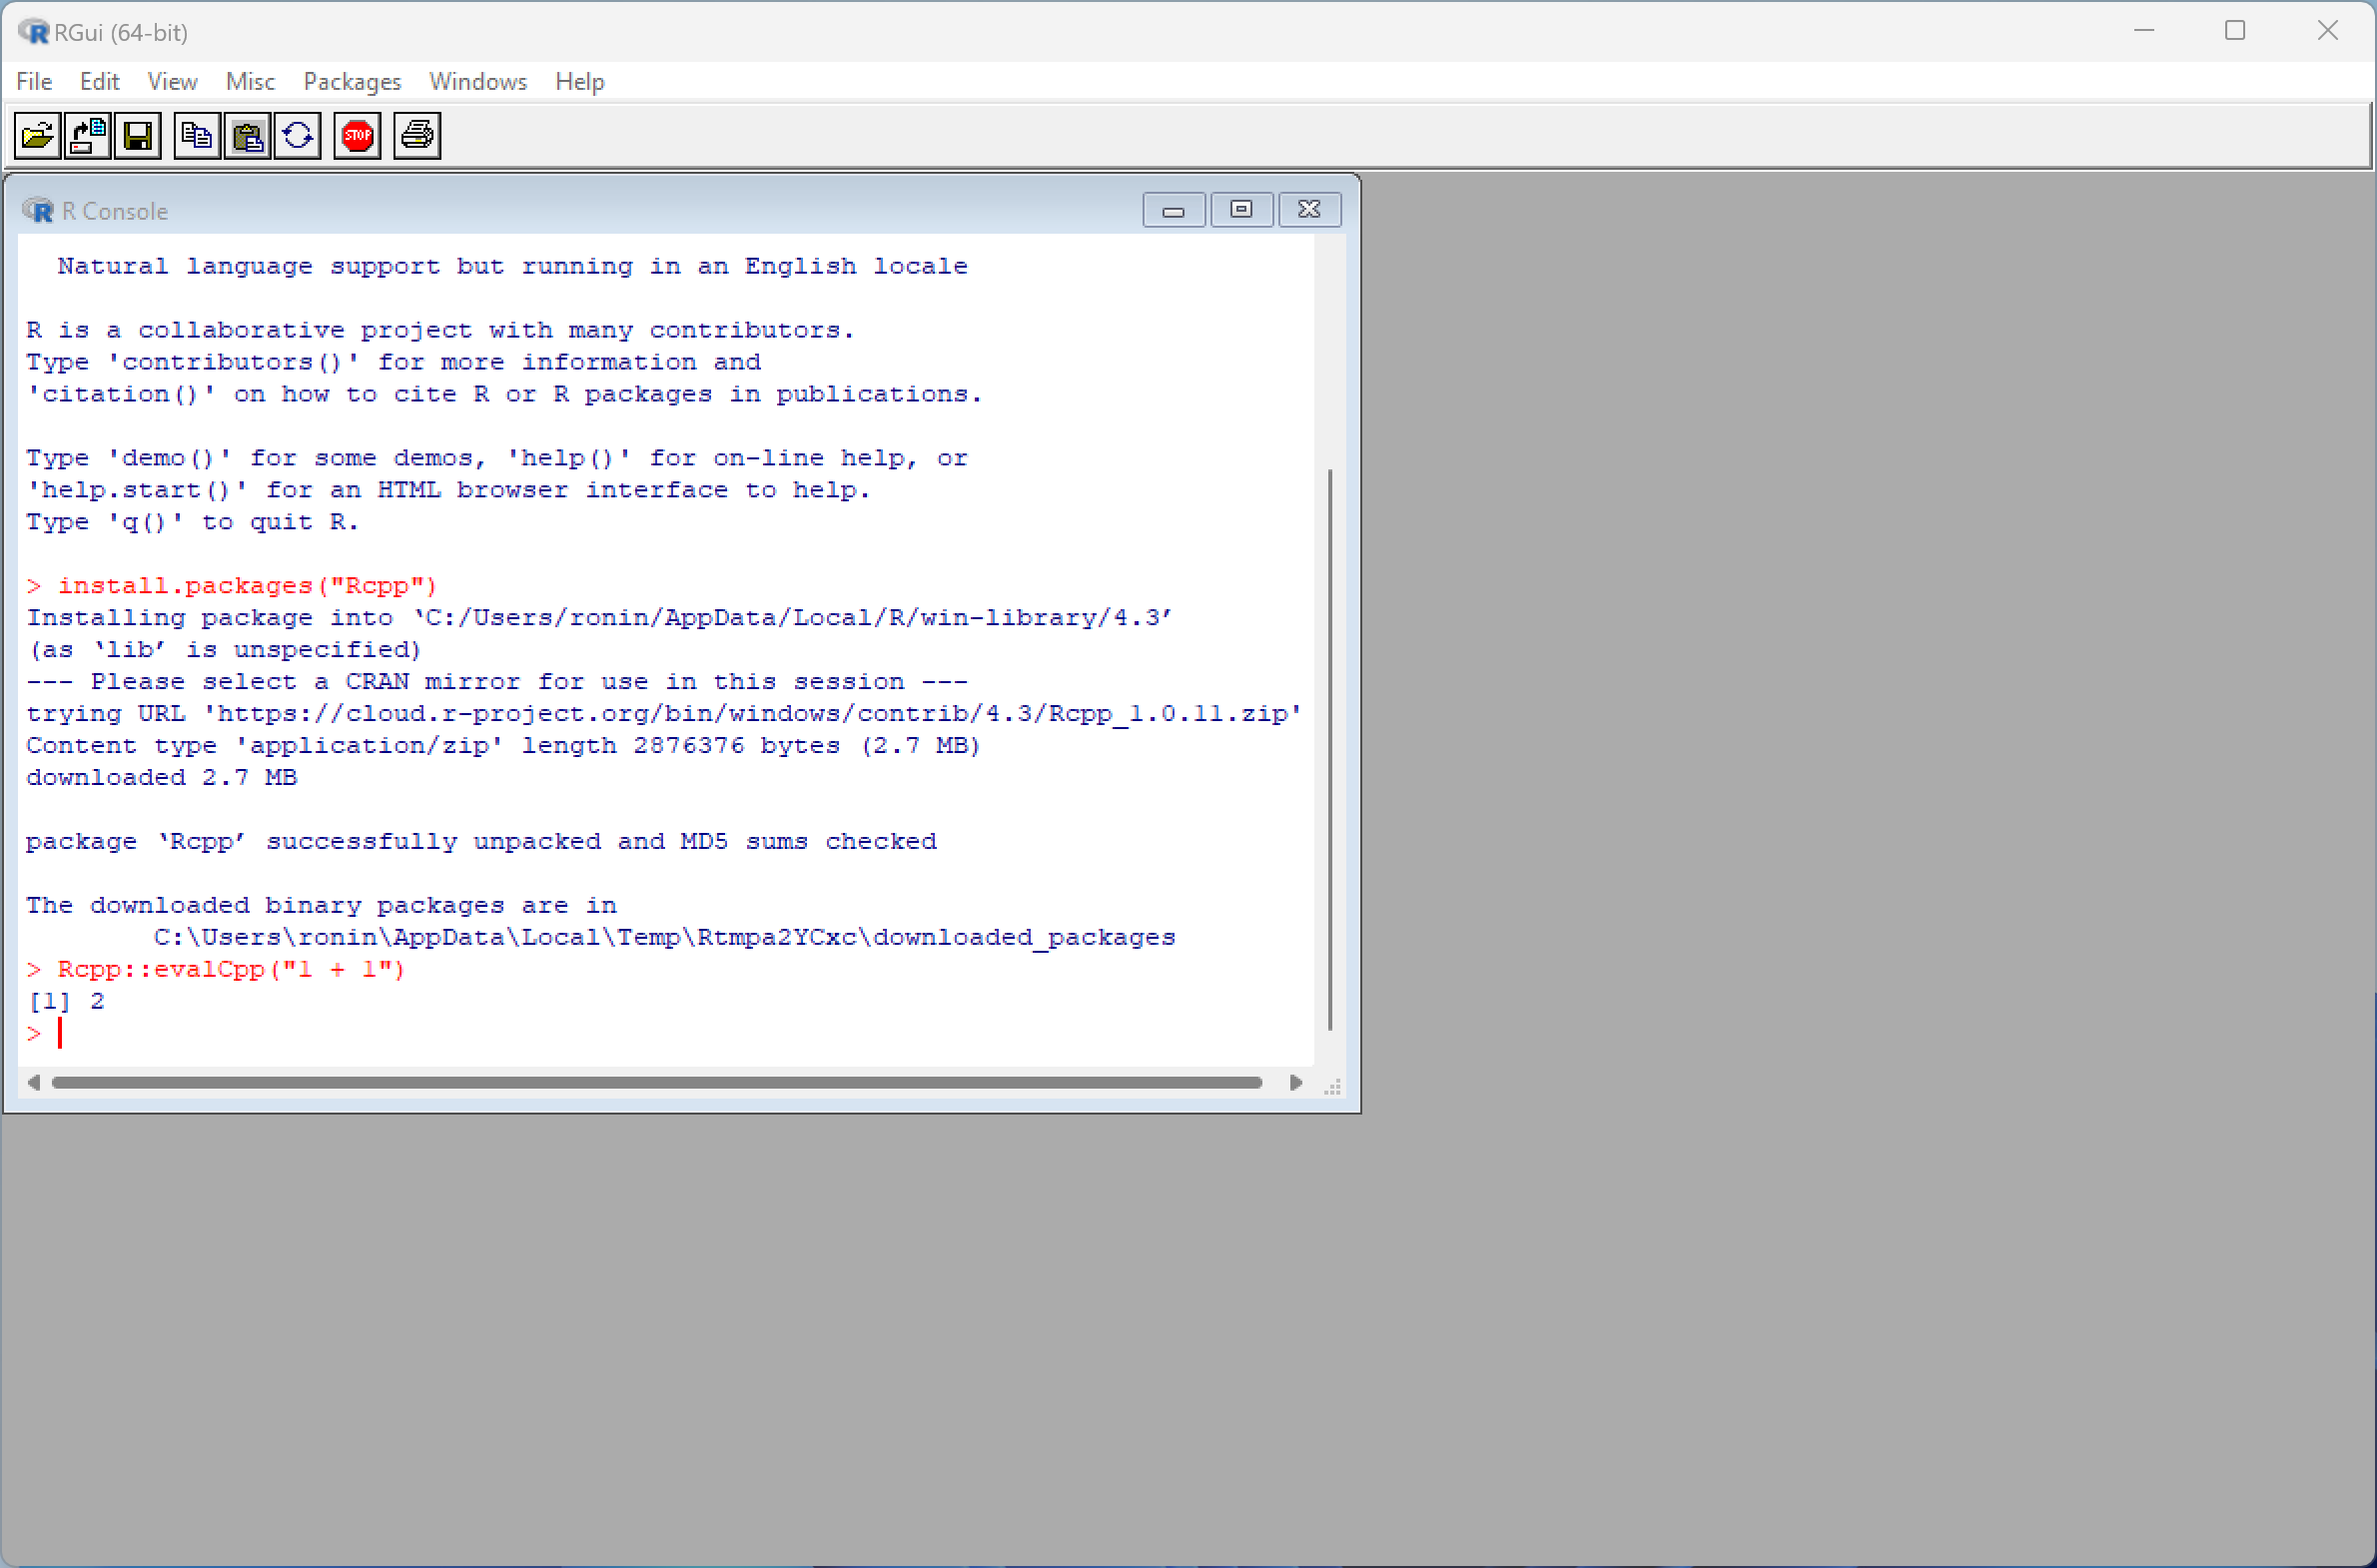 RGui (64-bit)
File Edit View Misc Packages Windows Help
STOP
R Console
  Natural language support but running in an English locale

R is a collaborative project with many contributors.
Type 'contributors()' for more information and
'citation()' on how to cite R or R packages in publications.

Type 'demo()' for some demos, 'help()' for on-line help, or
'help.start()' for an HTML browser interface to help.
Type 'q()' to quit R.

> install.packages("Rcpp")
Installing package into ‘C:/Users/ronin/AppData/Local/R/win-library/4.3’
(as ‘lib’ is unspecified)
--- Please select a CRAN mirror for use in this session ---
trying URL 'https://cloud.r-project.org/bin/windows/contrib/4.3/Rcpp_1.0.11.zip'
Content type 'application/zip' length 2876376 bytes (2.7 MB)
downloaded 2.7 MB

package ‘Rcpp’ successfully unpacked and MD5 sums checked

The downloaded binary packages are in
        C:\Users\ronin\AppData\Local\Temp\Rtmpa2YCxc\downloaded_packages
> Rcpp::evalCpp("1 + 1")
[1] 2
>